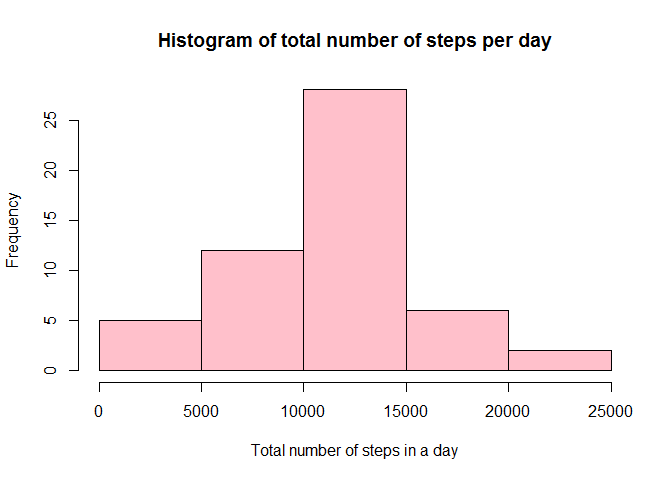 Histogram of total number of steps per day
Frequency
25
20
15
10
5
0
0 5000 10000 15000 20000 25000
Total number of steps in a day